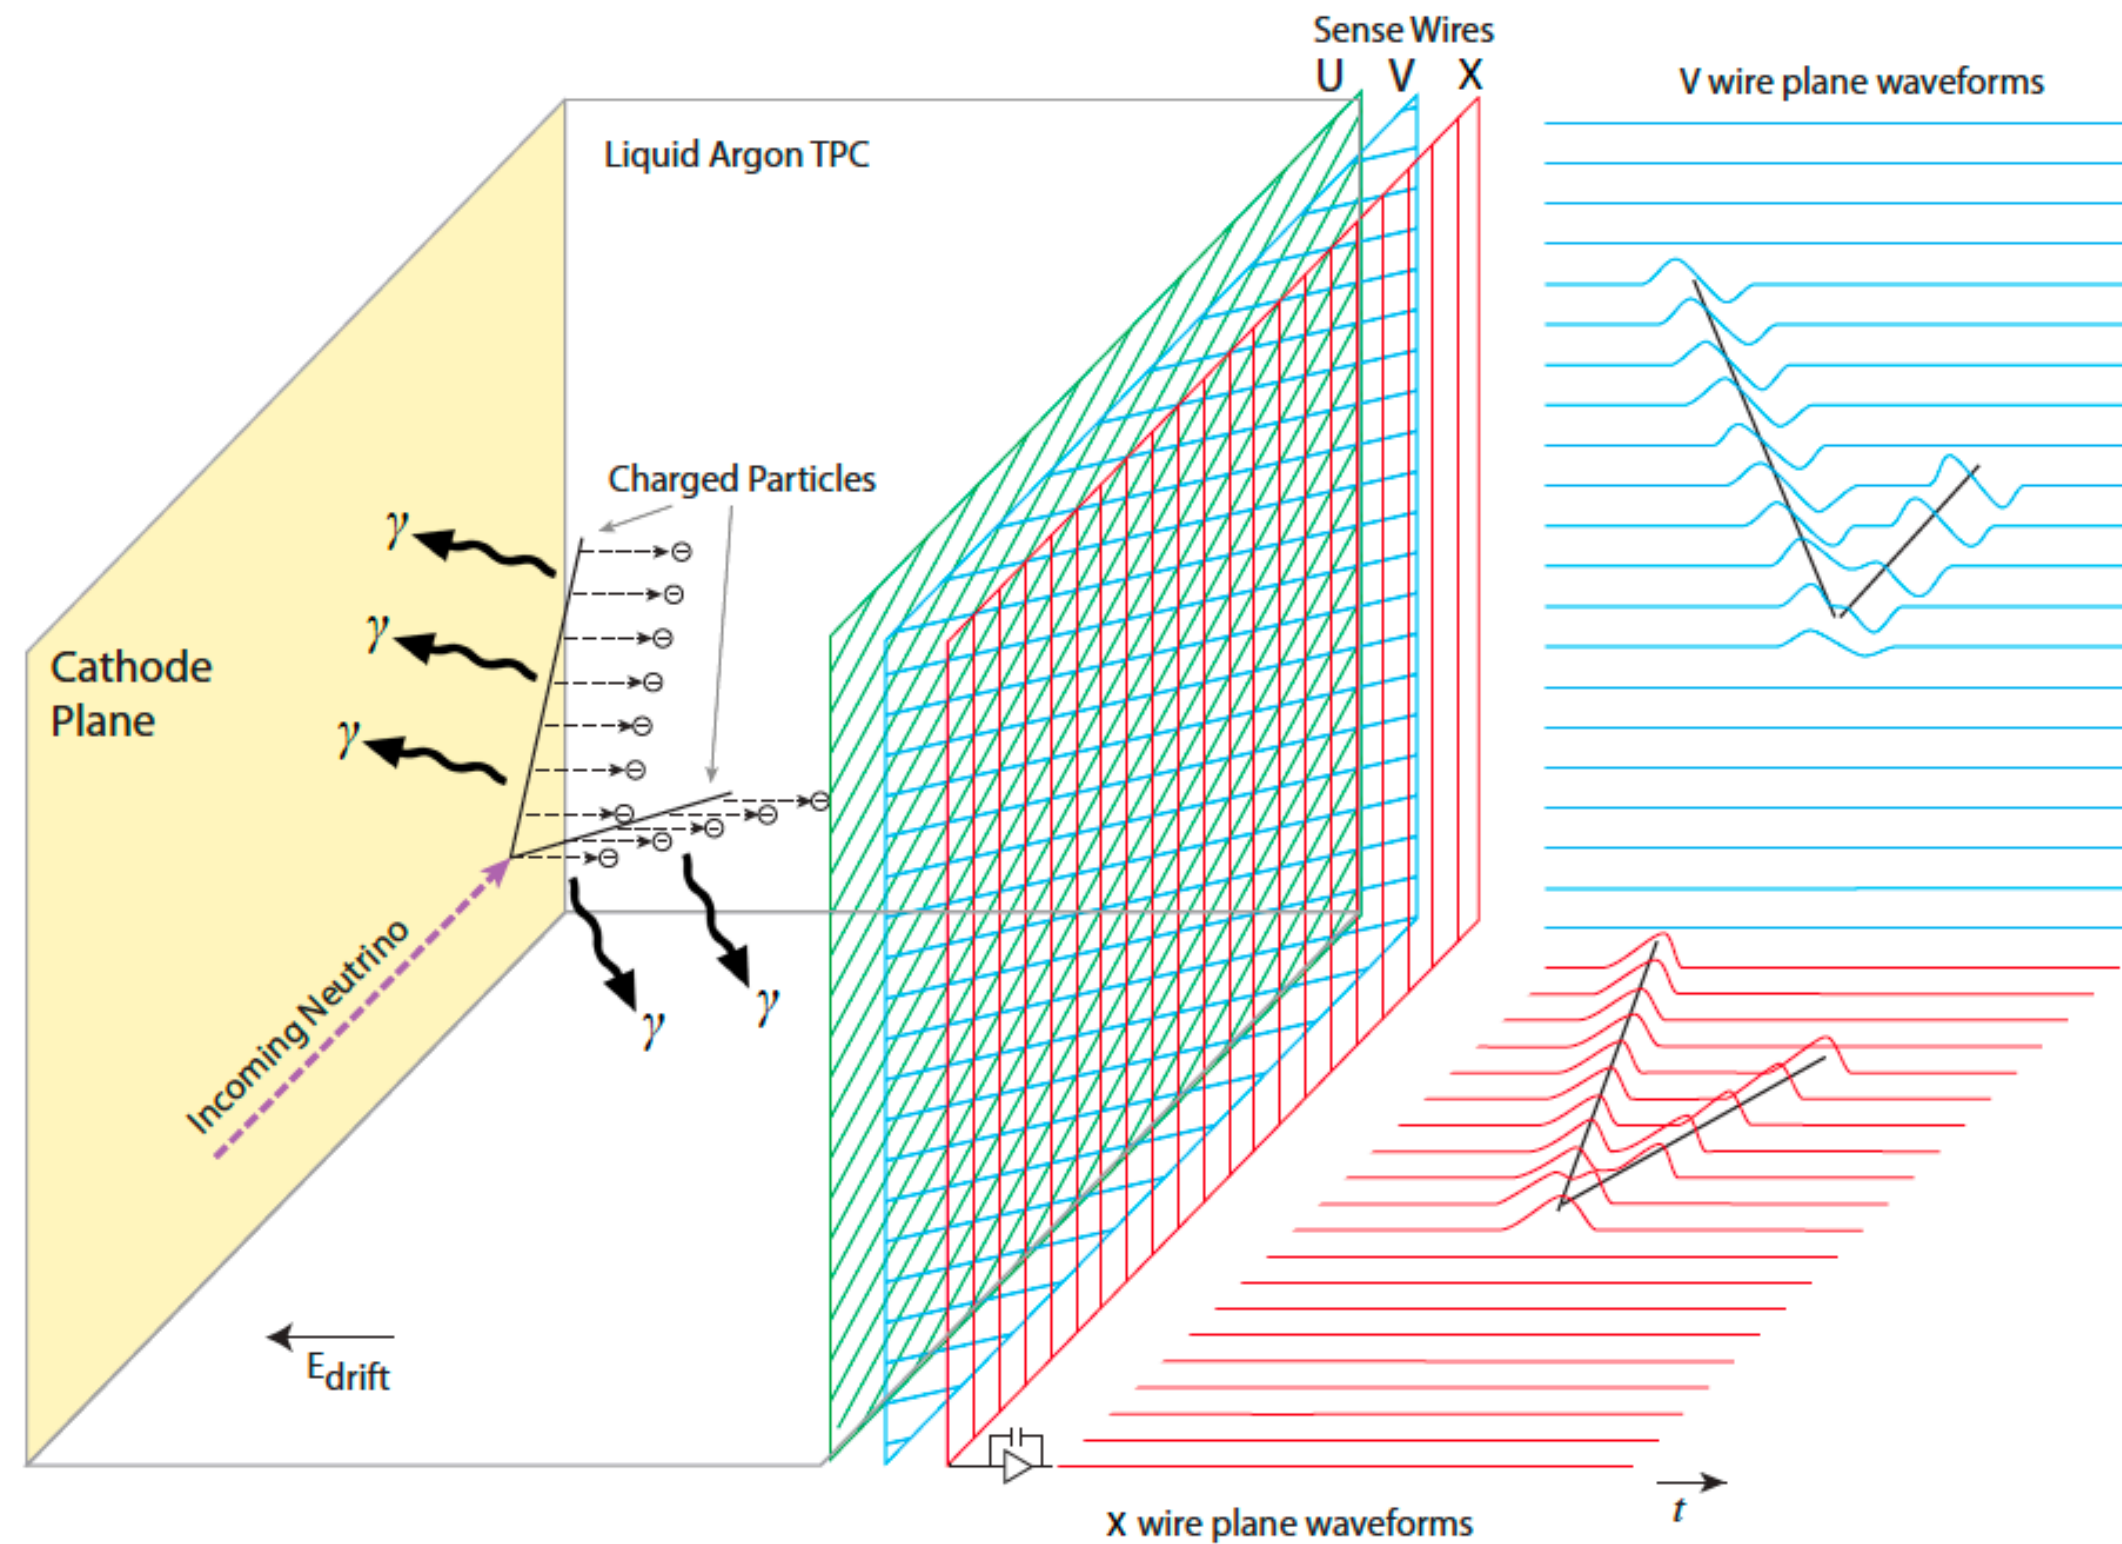 Sense Wires
U V X
V wire plane waveforms
Liquid Argon TPC
Charged Particles
γ
γ
γ
Cathode
Plane
Incoming Neutrino
γ
γ
Edrift
t
X wire plane waveforms